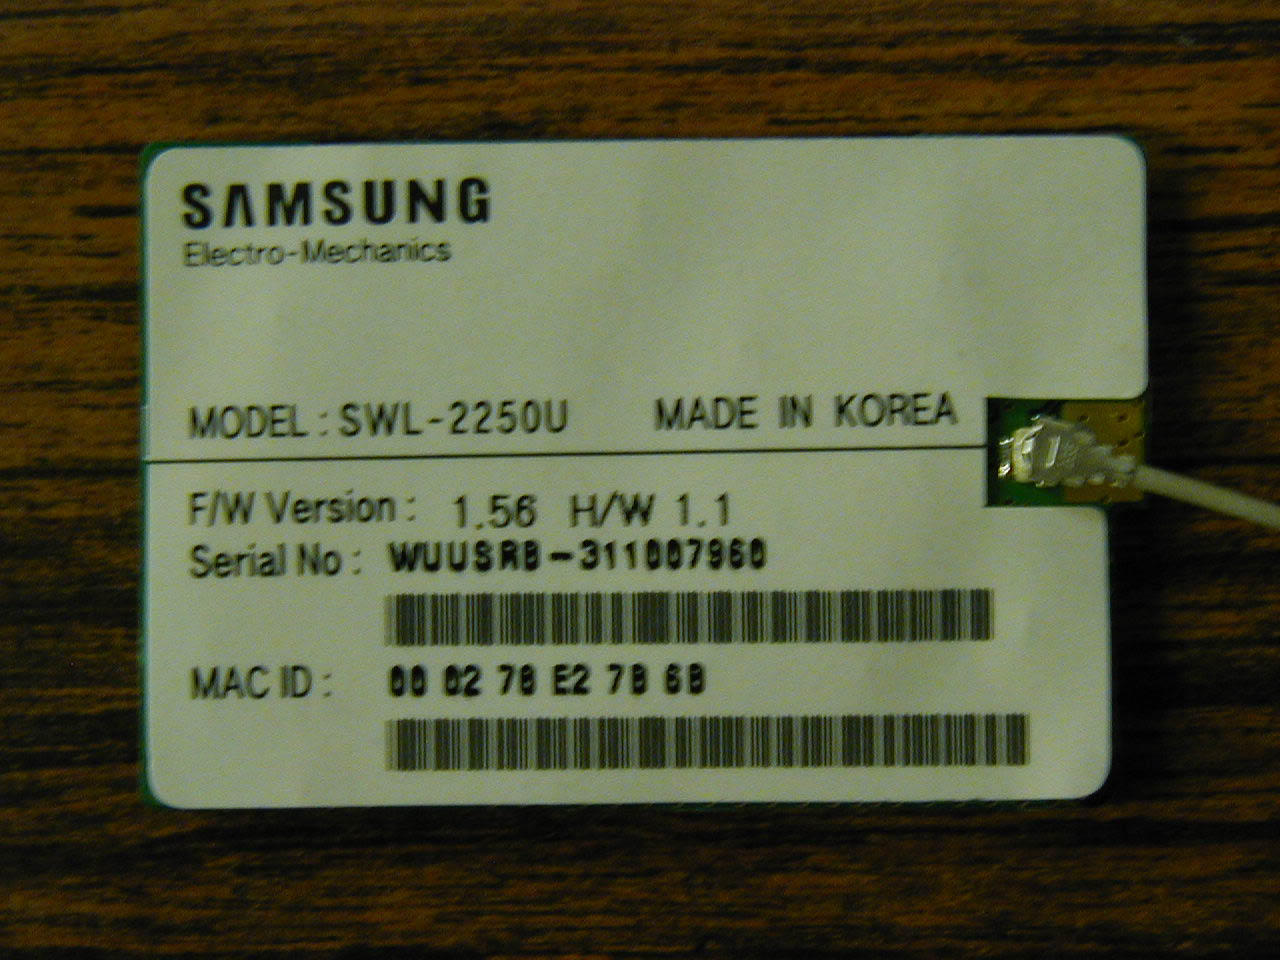 SAMSUNG
Electro-Mechanics
MODEL : SWL-2250U MADE IN KOREA
F/W Version : 1.56 H/W 1.1
Serial No : WUUSRB-311007960
MAC ID : 00 02 78 E2 7B 6B